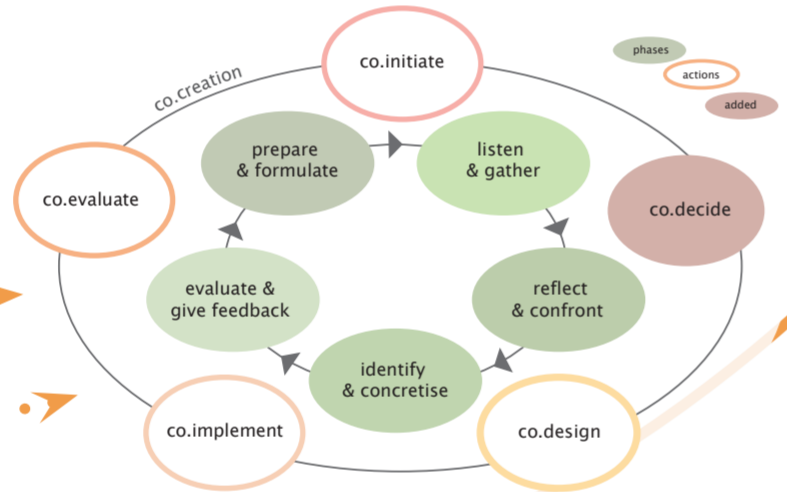 co.creation
co.initiate
phases
actions
added
prepare
& formulate
listen
& gather
co.evaluate
co.decide
evaluate &
give feedback
reflect
& confront
identify
& concretise
co.implement
co.design